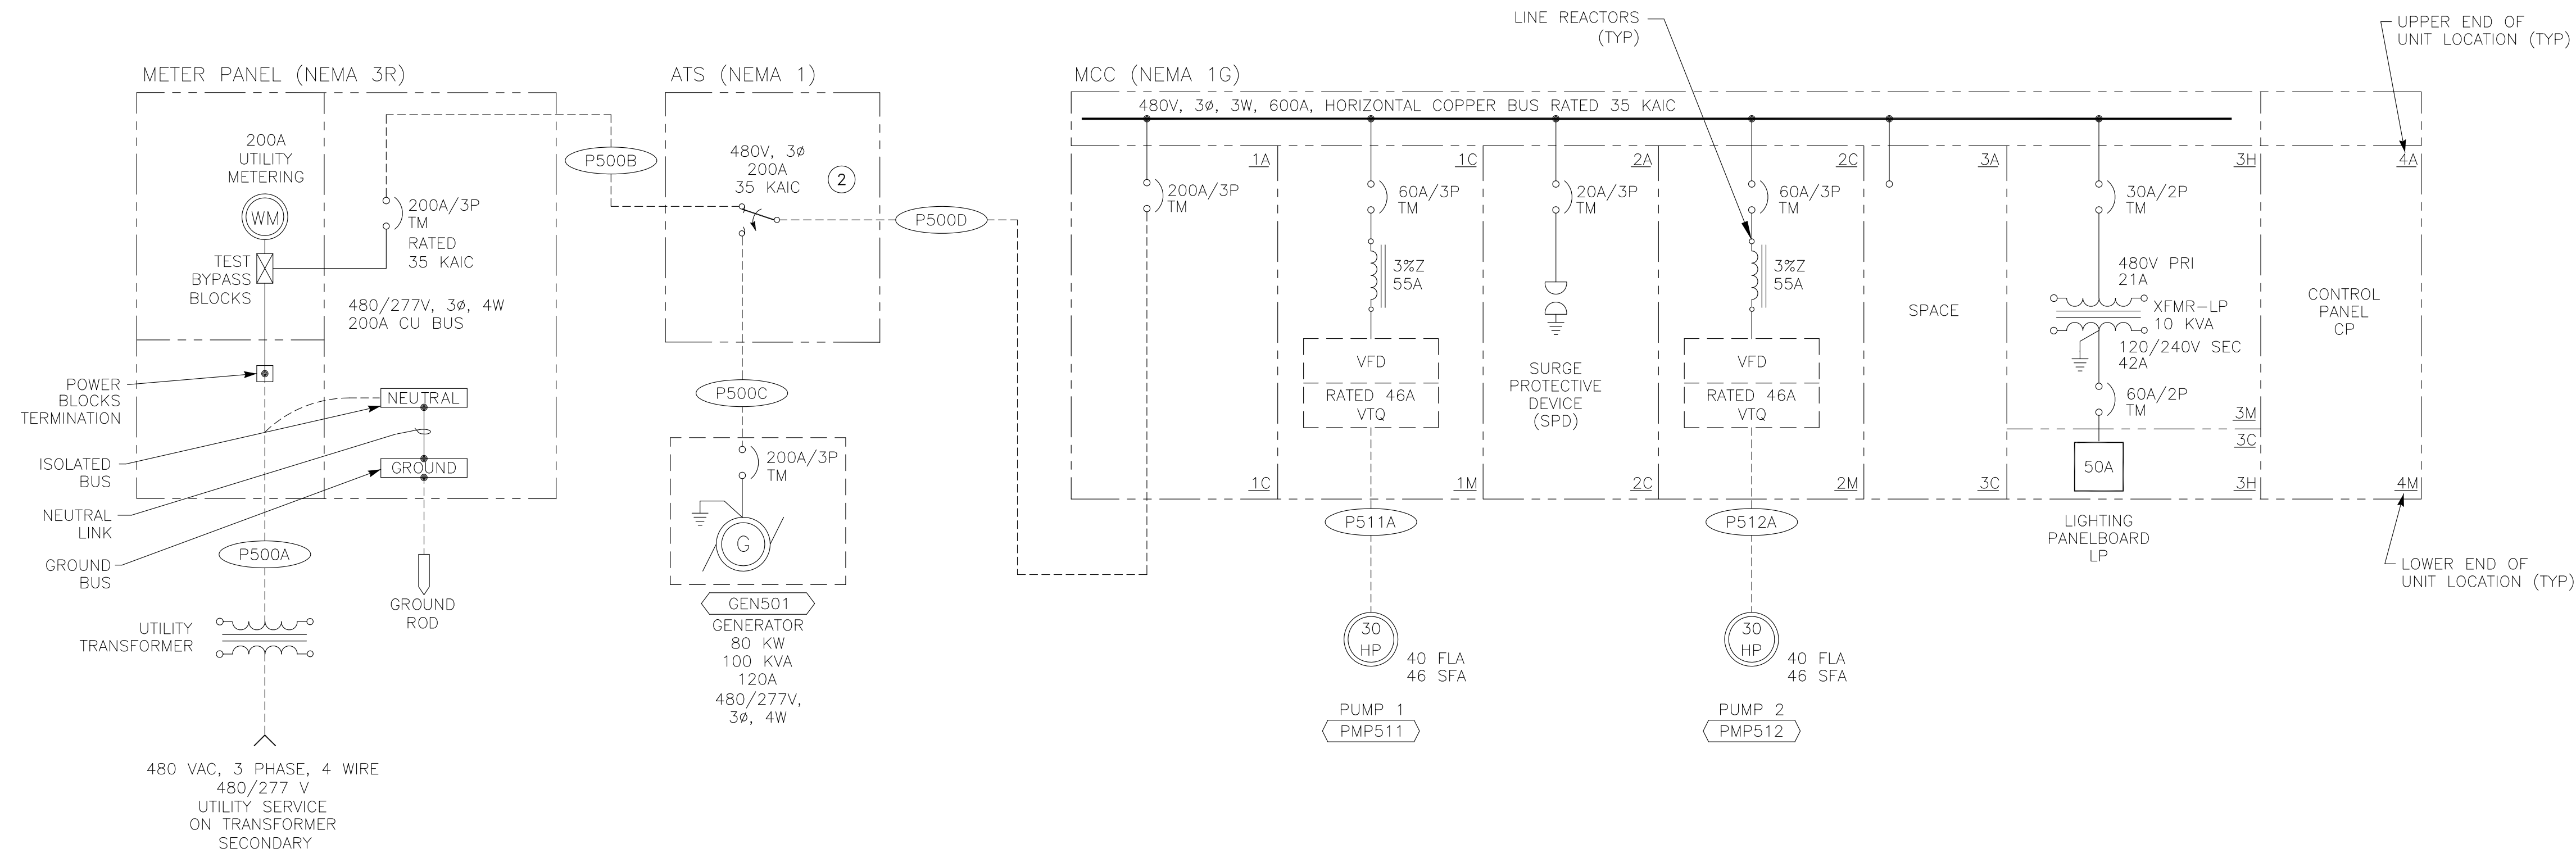 METER PANEL (NEMA 3R)
200A
UTILITY
METERING
WM
TEST
BYPASS
BLOCKS
200A/3P
TM
RATED
35 KAIC
480/277V, 3ø, 4W
200A CU BUS
POWER
BLOCKS
TERMINATION
NEUTRAL
ISOLATED
BUS
GROUND
NEUTRAL
LINK
GROUND
BUS
P500A
GROUND
ROD
UTILITY
TRANSFORMER
480 VAC, 3 PHASE, 4 WIRE
480/277 V
UTILITY SERVICE
ON TRANSFORMER
SECONDARY
P500B
ATS (NEMA 1)
480V, 3ø
200A
35 KAIC
2
P500D
P500C
200A/3P
TM
G
GEN501
GENERATOR
80 KW
100 KVA
120A
480/277V,
3ø, 4W
MCC (NEMA 1G)
480V, 3ø, 3W, 600A, HORIZONTAL COPPER BUS RATED 35 KAIC
LINE REACTORS
(TYP)
UPPER END OF
UNIT LOCATION (TYP)
1A
200A/3P
TM
1C
1C
60A/3P
TM
3%Z
55A
VFD
RATED 46A
VTQ
1M
P511A
30
HP
40 FLA
46 SFA
PUMP 1
PMP511
2A
20A/3P
TM
SURGE
PROTECTIVE
DEVICE
(SPD)
2C
2C
60A/3P
TM
3%Z
55A
VFD
RATED 46A
VTQ
2M
P512A
30
HP
40 FLA
46 SFA
PUMP 2
PMP512
3A
SPACE
3C
3H
30A/2P
TM
480V PRI
21A
XFMR-LP
10 KVA
120/240V SEC
42A
60A/2P
TM
3M
3C
50A
3H
LIGHTING
PANELBOARD
LP
4A
CONTROL
PANEL
CP
4M
LOWER END OF
UNIT LOCATION (TYP)